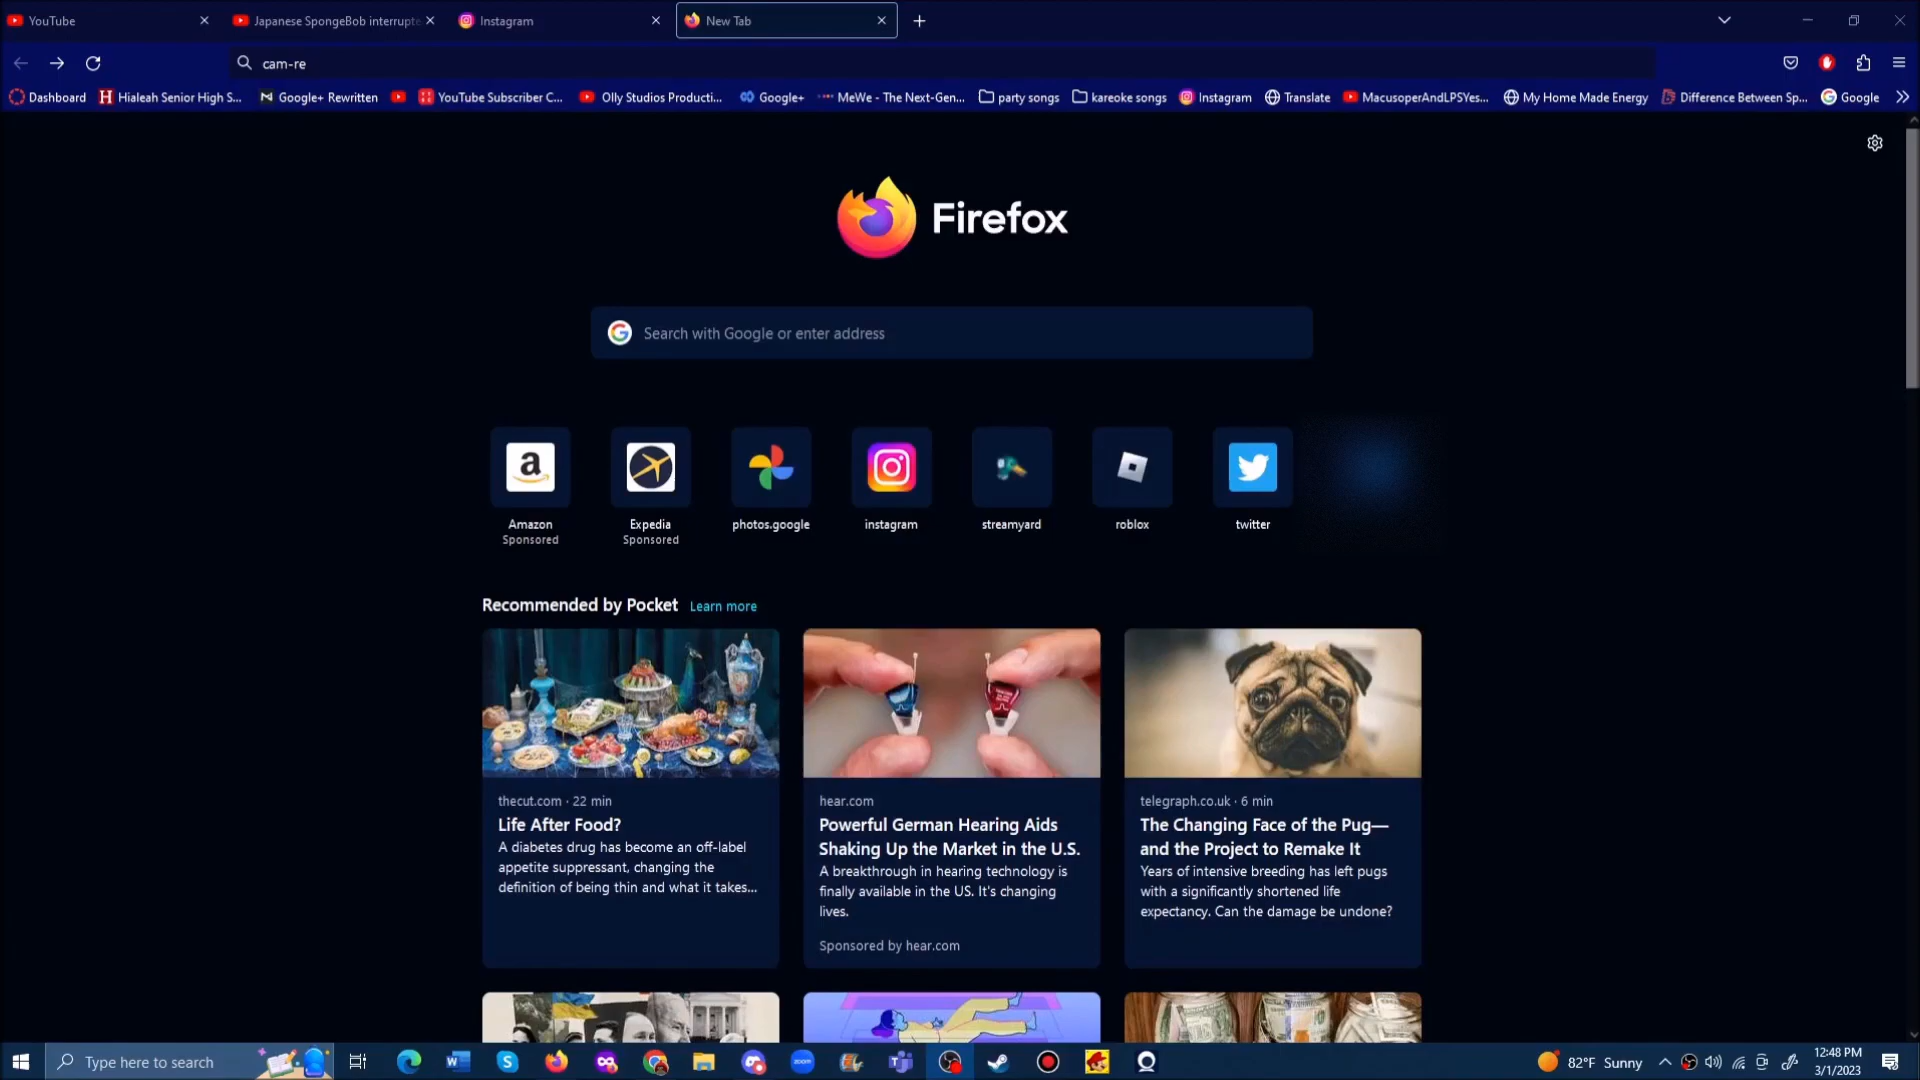 YouTube
Japanese SpongeBob interrupte
Instagram
New Tab
cam-re
Dashboard
Hialeah Senior High S...
Google+ Rewritten
YouTube Subscriber C...
Olly Studios Producti...
Google+
MeWe - The Next-Gen...
party songs
kareoke songs
Instagram
Translate
MacusoperAndLPSYes...
My Home Made Energy
Difference Between Sp...
Google
Firefox
Search with Google or enter address
Amazon
Sponsored
Expedia
Sponsored
photos.google
instagram
streamyard
roblox
twitter
Recommended by Pocket Learn more
thecut.com · 22 min
Life After Food?
A diabetes drug has become an off-label
appetite suppressant, changing the
definition of being thin and what it takes...
hear.com
Powerful German Hearing Aids
Shaking Up the Market in the U.S.
A breakthrough in hearing technology is
finally available in the US. It's changing
lives.
Sponsored by hear.com
telegraph.co.uk · 6 min
The Changing Face of the Pug—
and the Project to Remake It
Years of intensive breeding has left pugs
with a significantly shortened life
expectancy. Can the damage be undone?
Type here to search
zoom
82°F Sunny
12:48 PM
3/1/2023